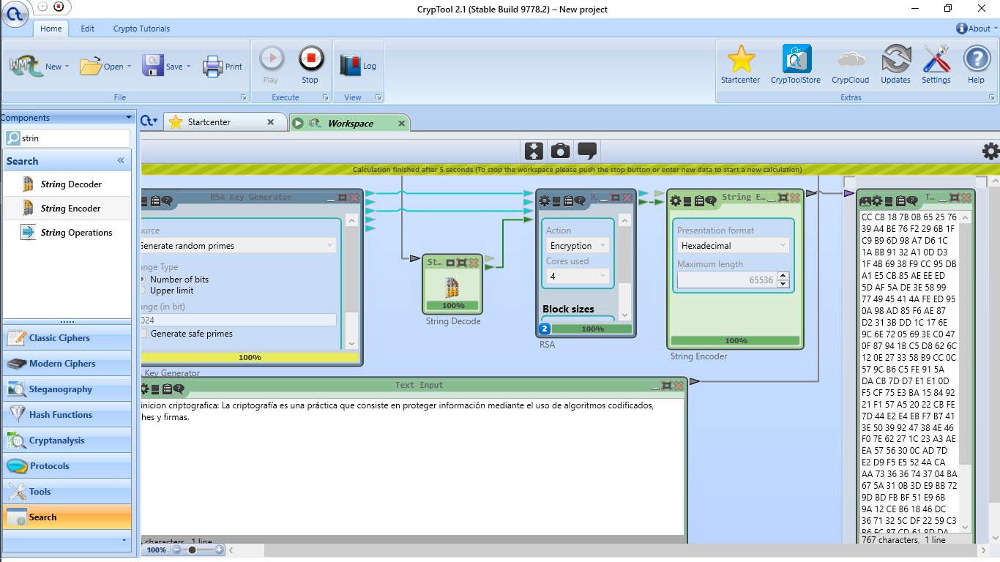 CrypTool 2.1 (Stable Build 9778.2) – New project
Home Edit Crypto Tutorials About
New Open Save Print Play Stop Log Startcenter CrypToolStore CrypCloud Updates Settings Help
File Execute View Extras
Components
strin
Search
String Decoder
String Encoder
String Operations
Classic Ciphers
Modern Ciphers
Steganography
Hash Functions
Cryptanalysis
Protocols
Tools
Search
Startcenter Workspace
Calculation finished after 5 seconds (To stop the workspace please push the stop button or enter new data to start a new calculation)
RSA Key Generator
ource
Generate random primes
ange Type
Number of bits
Upper limit
ange (in bit)
024
Generate safe primes
100%
Key Generator
St...
100%
String Decode
R...
Action
Encryption
Cores used
4
Block sizes
2 100%
RSA
String E...
Presentation format
Hexadecimal
Maximum length
65536
100%
String Encoder
Text Input
inicion criptografica: La criptografía es una práctica que consiste en proteger información mediante el uso de algoritmos codificados,
hes y firmas.
characters, 1 line
100%
T...
CC C8 18 7B 0B 65 25 76
39 A4 BE 76 F2 29 6B 1F
C9 B9 6D 98 A7 D6 1C
1A BB 91 32 A1 0D D3
1F 4B 69 38 F9 CC 95 DB
A1 E5 CB 85 AE EE ED
5D AF 5A DE 3E 58 99
77 49 45 41 4A FE ED 95
0A 98 AD 85 F6 AE 87
D2 31 3B DD 1C 17 6E
9C 6E 72 05 69 3E C0 47
0F 87 94 1B C5 D8 62 6C
12 0E 27 33 58 B9 CC 0C
57 9C B6 C5 FE 91 5A
DA CB 7D D7 E1 E1 0D
F5 CF 75 E3 BA 15 84 92
21 F1 57 A5 20 22 CB FE
7D 44 E2 E4 EB F7 B7 41
3E 50 39 92 47 38 4E 46
F0 7E 62 27 1C 23 A3 AE
EA 57 56 30 0C AD 7D
E2 D9 F5 E5 52 4A CA
AA 73 36 36 74 37 04 BA
67 5A 31 0B 3D E9 BB 72
9D BD FB BF 51 E9 6B
9A 12 CE B6 18 46 DC
36 71 32 5C DF 22 59 C3
B6 FC 87 CD 61 8D DA
767 characters, 1 line